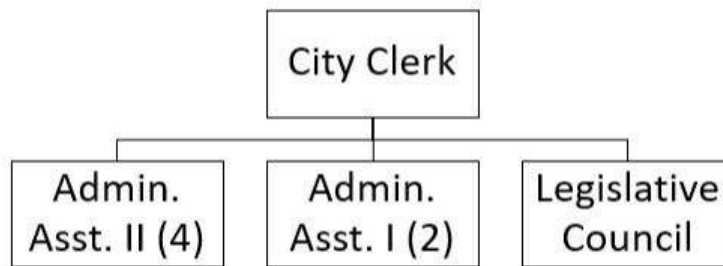 City Clerk
Admin.
Asst. II (4)
Admin.
Asst. I (2)
Legislative
Council